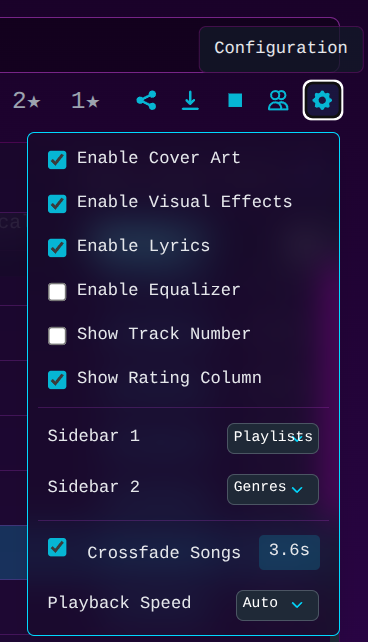 Configuration
2★ 1★
Enable Cover Art
Enable Visual Effects
Enable Lyrics
Enable Equalizer
Show Track Number
Show Rating Column
Sidebar 1 Playlists
Sidebar 2 Genres
Crossfade Songs 3.6s
Playback Speed Auto